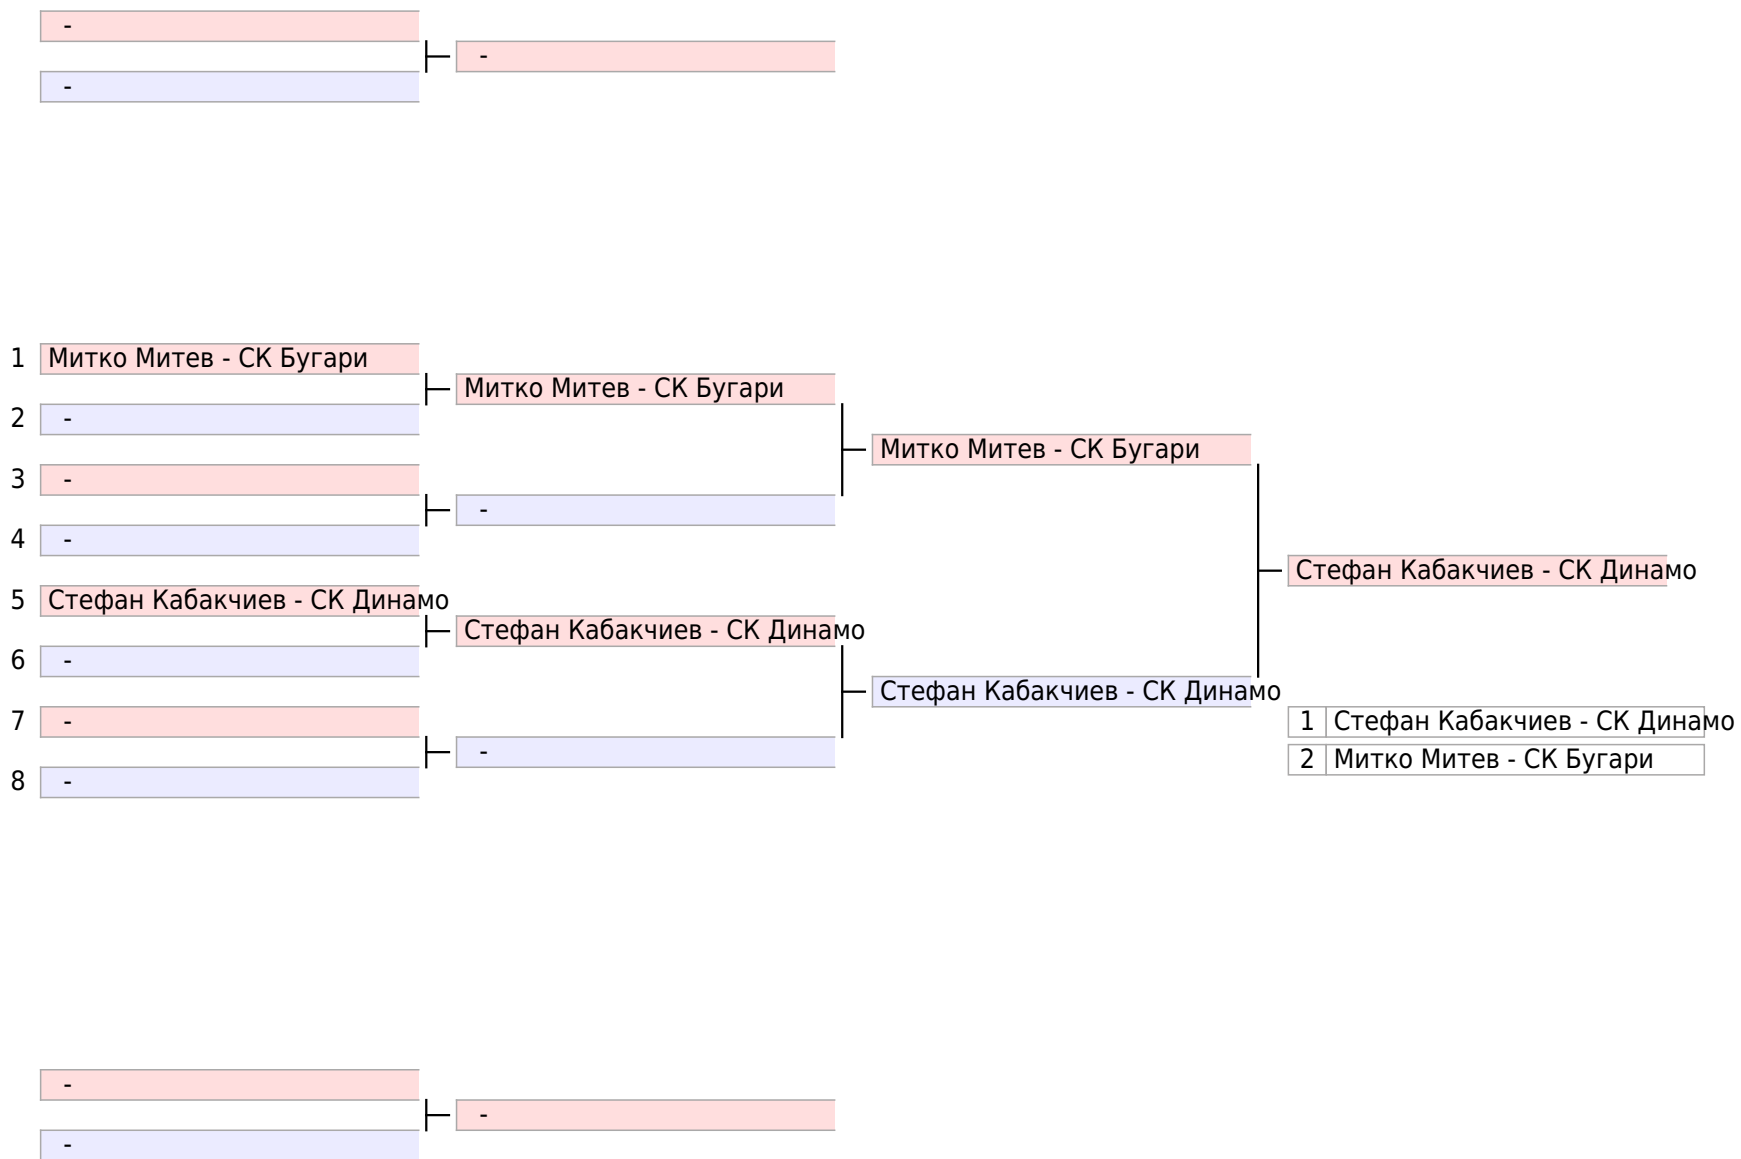 -
-
-
1 Митко Митев - СК Бугари
Митко Митев - СК Бугари
2 -
Митко Митев - СК Бугари
3 -
-
4 -
Стефан Кабакчиев - СК Динамо
5 Стефан Кабакчиев - СК Динамо
Стефан Кабакчиев - СК Динамо
6 -
Стефан Кабакчиев - СК Динамо
7 -
1 Стефан Кабакчиев - СК Динамо
-
2 Митко Митев - СК Бугари
8 -
-
-
-